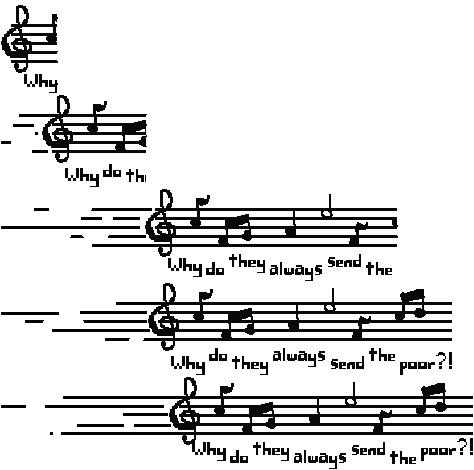 Why
Why do th
Why do they always send the
Why do they always send the poor?!
Why do they always send the poor?!